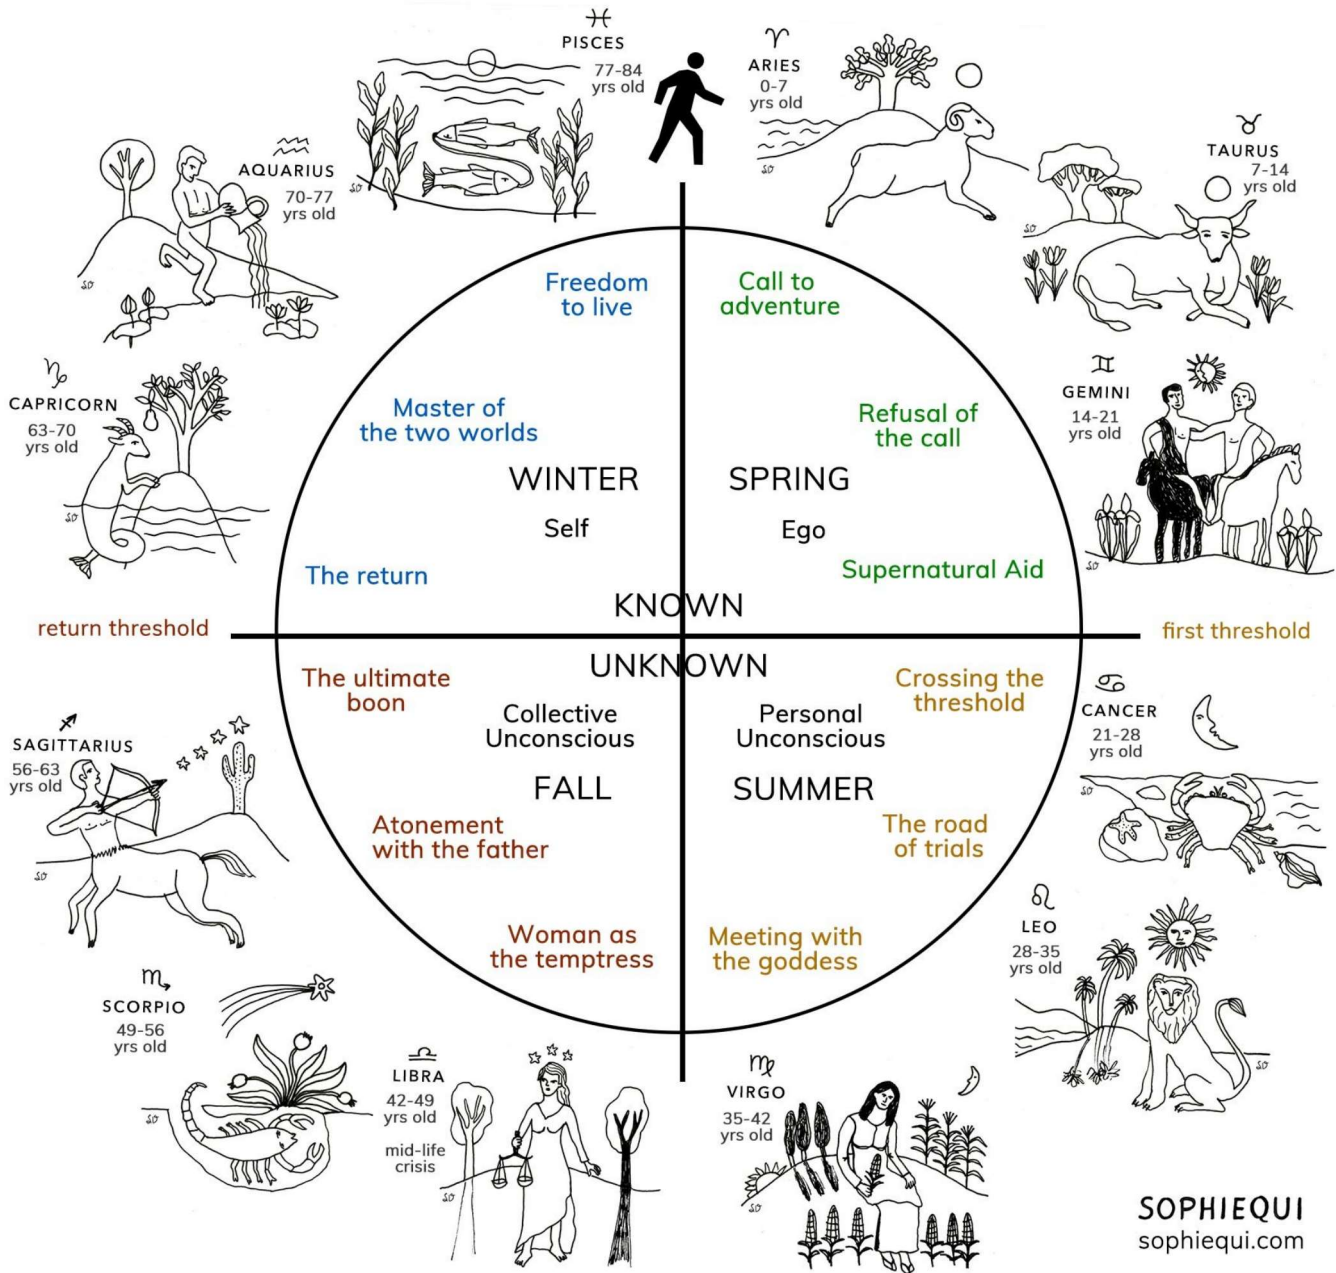 PISCES
77-84
yrs old
ARIES
0-7
yrs old
TAURUS
7-14
yrs old
AQUARIUS
70-77
yrs old
Freedom
to live
Call to
adventure
GEMINI
14-21
yrs old
CAPRICORN
63-70
yrs old
Master of
the two worlds
Refusal of
the call
WINTER
SPRING
Self
Ego
The return
Supernatural Aid
KNOWN
return threshold
first threshold
UNKNOWN
The ultimate
boon
Crossing the
threshold
Collective
Unconscious
Personal
Unconscious
CANCER
21-28
yrs old
SAGITTARIUS
56-63
yrs old
FALL
SUMMER
Atonement
with the father
The road
of trials
Woman as
the temptress
Meeting with
the goddess
LEO
28-35
yrs old
SCORPIO
49-56
yrs old
LIBRA
42-49
yrs old
mid-life
crisis
VIRGO
35-42
yrs old
SOPHIEQUI
sophiequi.com